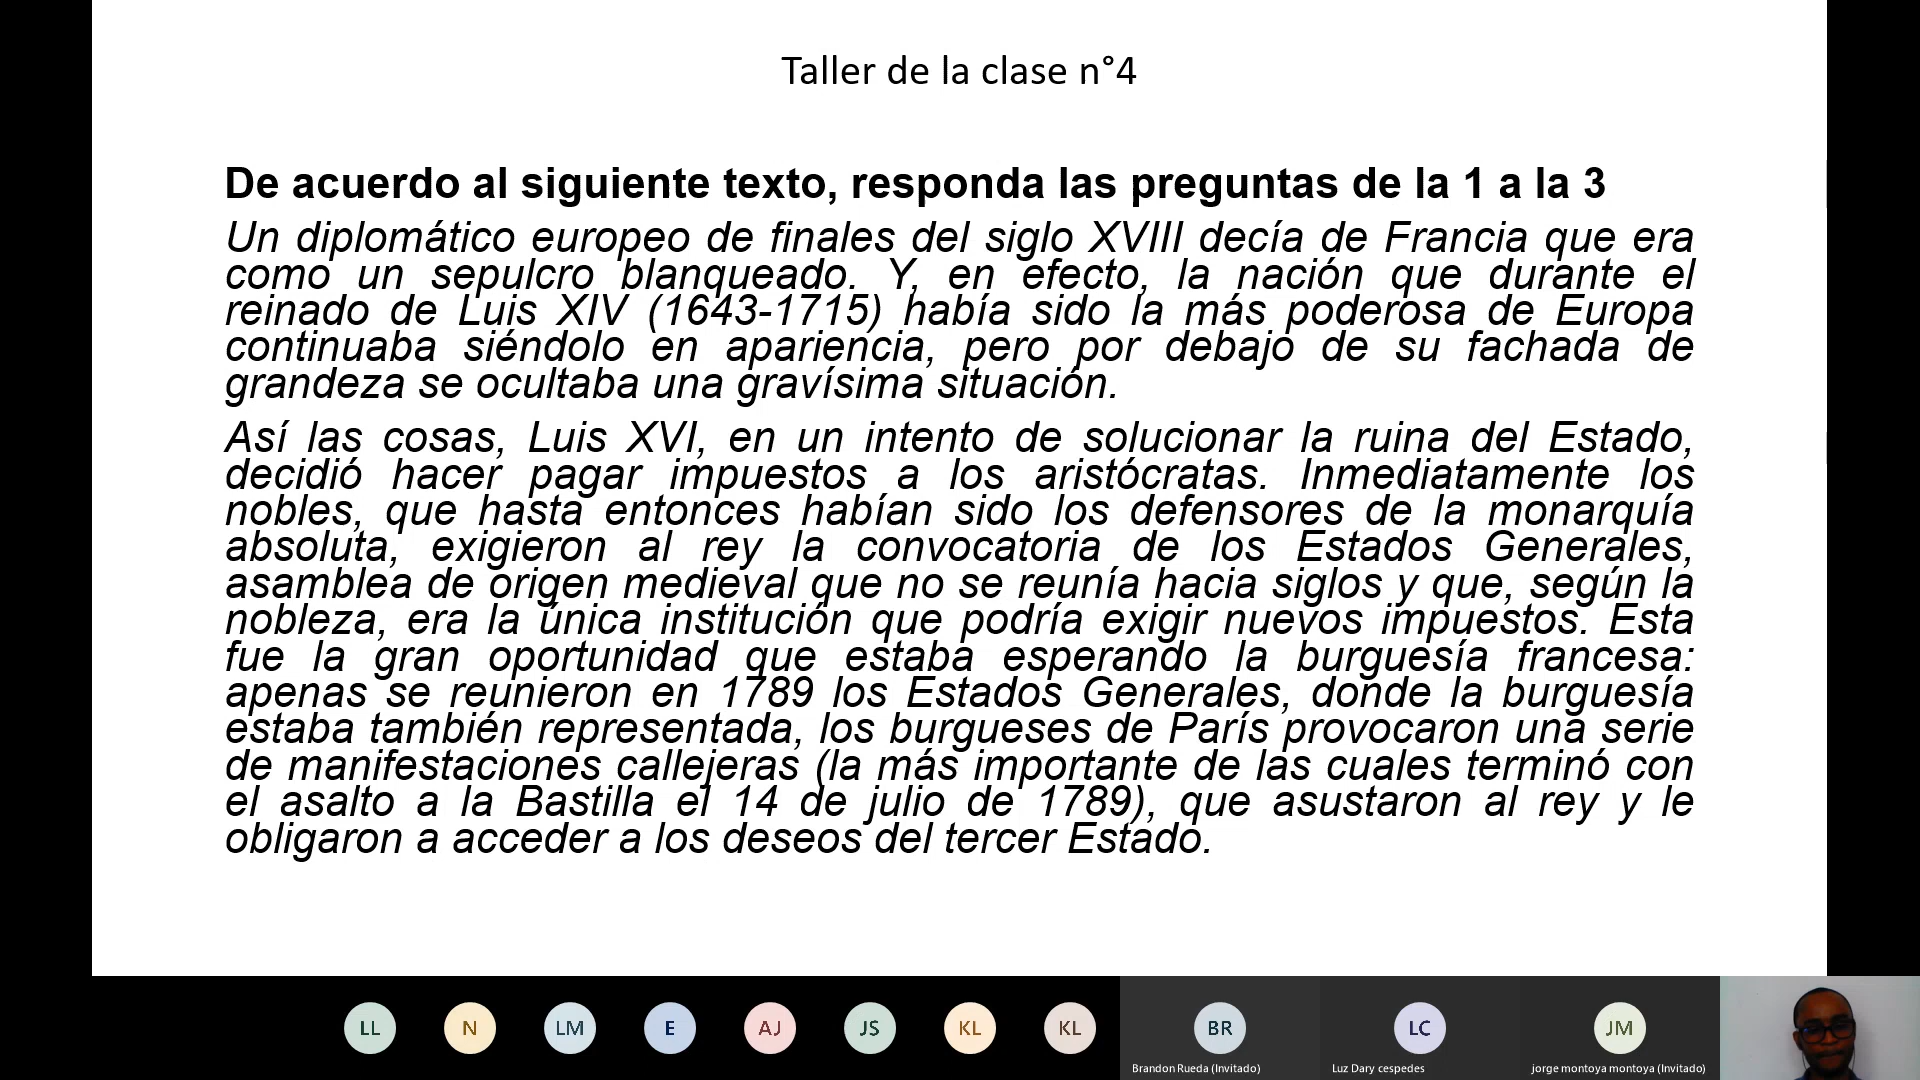 Taller de la clase n°4
De acuerdo al siguiente texto, responda las preguntas de la 1 a la 3
Un diplomático europeo de finales del siglo XVIII decía de Francia que era
como un sepulcro blanqueado. Y, en efecto, la nación que durante el
reinado de Luis XIV (1643-1715) había sido la más poderosa de Europa
continuaba siéndolo en apariencia, pero por debajo de su fachada de
grandeza se ocultaba una gravísima situación.
Así las cosas, Luis XVI, en un intento de solucionar la ruina del Estado,
decidió hacer pagar impuestos a los aristócratas. Inmediatamente los
nobles, que hasta entonces habían sido los defensores de la monarquía
absoluta, exigieron al rey la convocatoria de los Estados Generales,
asamblea de origen medieval que no se reunía hacia siglos y que, según la
nobleza, era la única institución que podría exigir nuevos impuestos. Esta
fue la gran oportunidad que estaba esperando la burguesía francesa:
apenas se reunieron en 1789 los Estados Generales, donde la burguesía
estaba también representada, los burgueses de París provocaron una serie
de manifestaciones callejeras (la más importante de las cuales terminó con
el asalto a la Bastilla el 14 de julio de 1789), que asustaron al rey y le
obligaron a acceder a los deseos del tercer Estado.
LL N LM E AJ JS KL KL BR LC JM
Brandon Rueda (Invitado) Luz Dary cespedes jorge montoya montoya (Invitado)